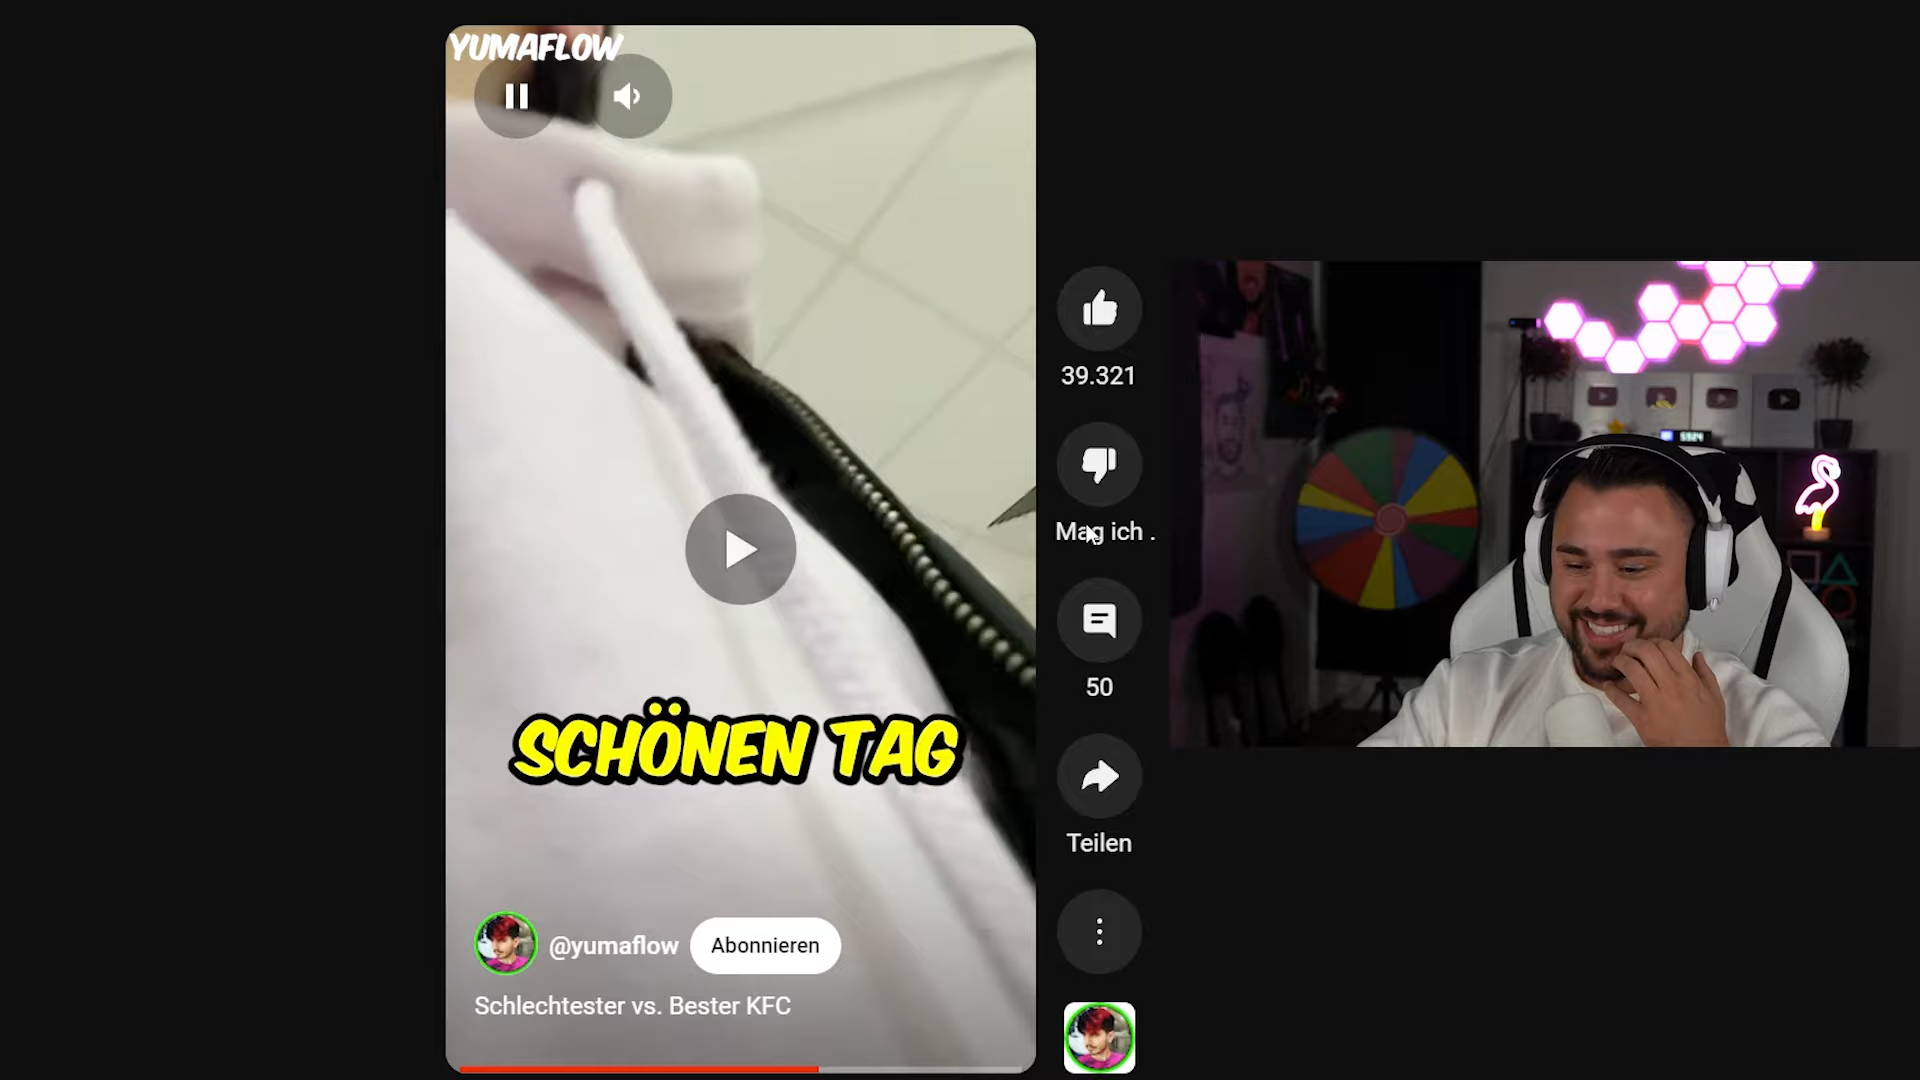 YUMAFLOW
39.321
Mag ich .
50
SCHÖNEN TAG
Teilen
@yumaflow
Abonnieren
Schlechtester vs. Bester KFC